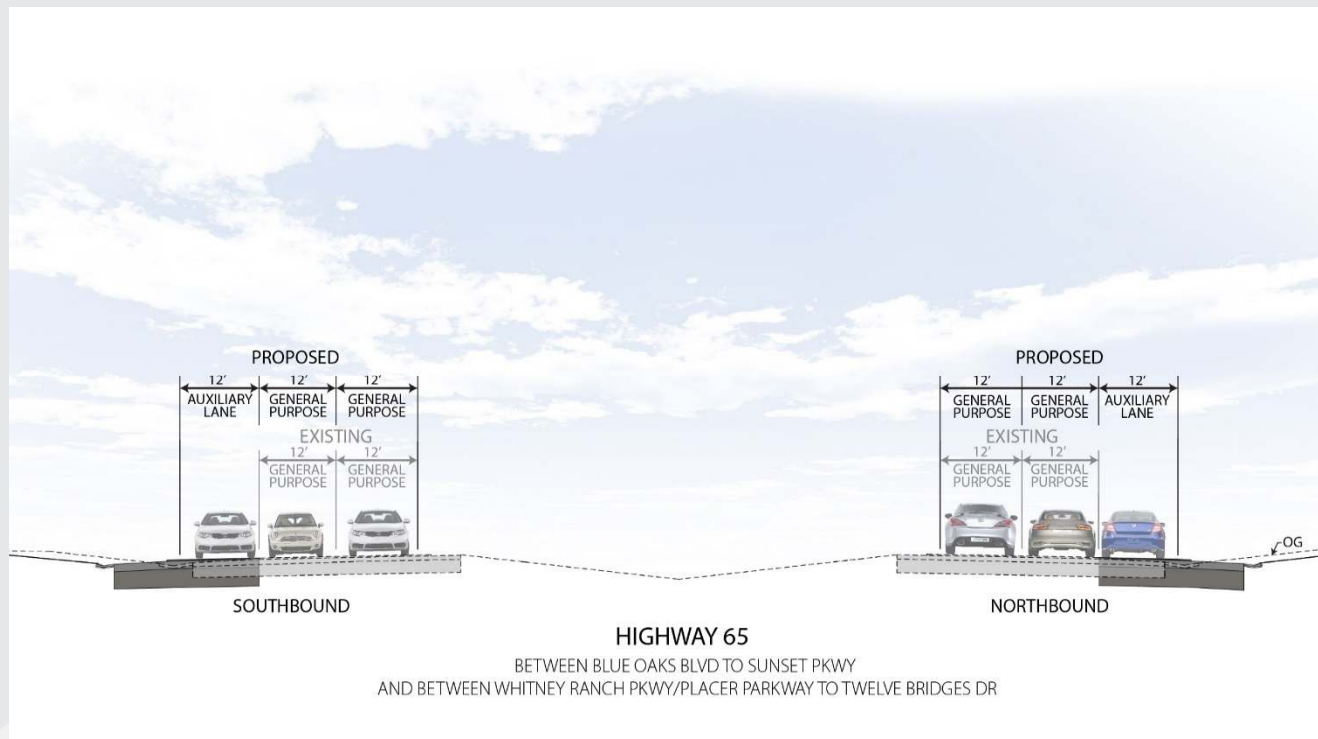 PROPOSED
12' 12' 12'
AUXILIARY LANE GENERAL PURPOSE GENERAL PURPOSE
EXISTING
12' 12'
GENERAL PURPOSE GENERAL PURPOSE
SOUTHBOUND
PROPOSED
12' 12' 12'
GENERAL PURPOSE GENERAL PURPOSE AUXILIARY LANE
EXISTING
12' 12'
GENERAL PURPOSE GENERAL PURPOSE
OG
NORTHBOUND
HIGHWAY 65
BETWEEN BLUE OAKS BLVD TO SUNSET PKWY
AND BETWEEN WHITNEY RANCH PKWY/PLACER PARKWAY TO TWELVE BRIDGES DR